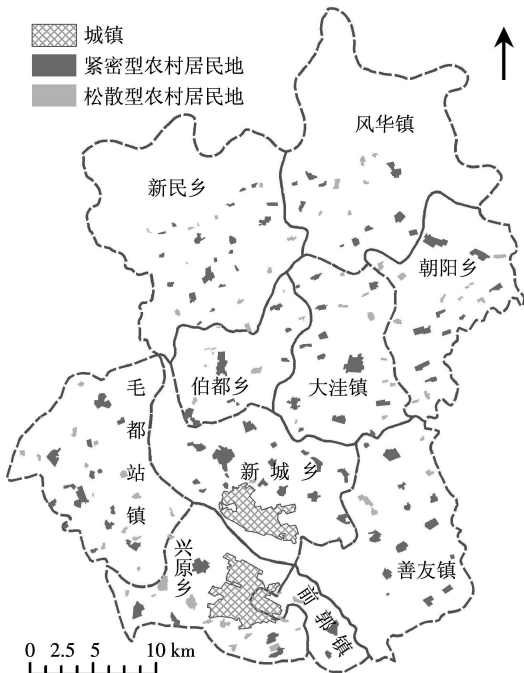 城镇
紧密型农村居民地
松散型农村居民地
风华镇
新民乡
朝阳乡
伯都乡
大洼镇
毛都站镇
新城乡
兴原乡
善友镇
前郭镇
0 2.5 5 10 km